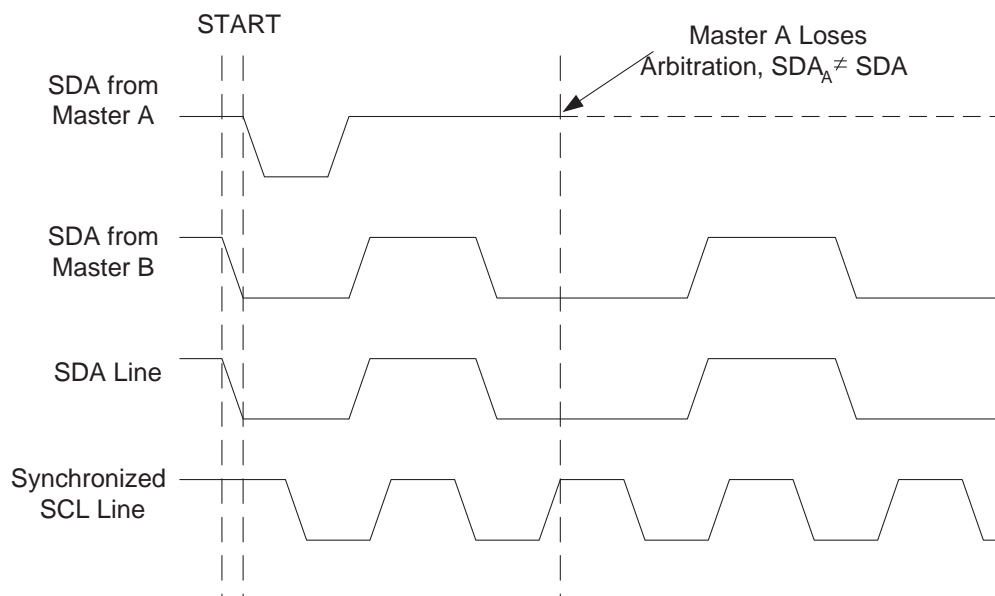 START
Master A Loses
Arbitration, SDA_A ≠ SDA
SDA from
Master A
SDA from
Master B
SDA Line
Synchronized
SCL Line